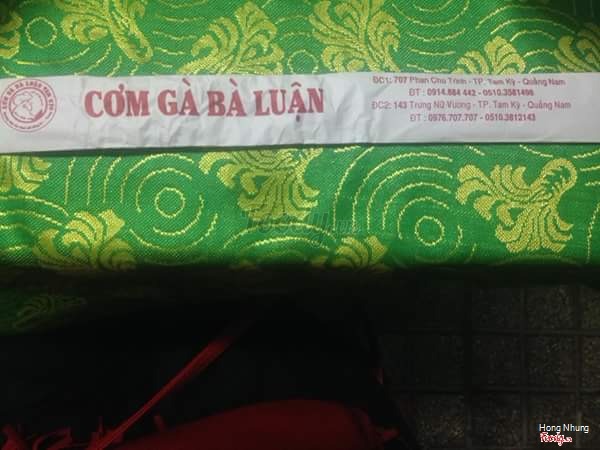 CƠM GÀ BÀ LUẬN
ĐC1: 707 Phan Chu Trinh - TP. Tam Kỳ - Quảng Nam
ĐT : 0914.884 442 - 0510.3581496
ĐC2: 143 Trưng Nữ Vương - TP. Tam Kỳ - Quảng Nam
ĐT : 0976.707.707 - 0510.3812143
Hong Nhung
Foody.vn